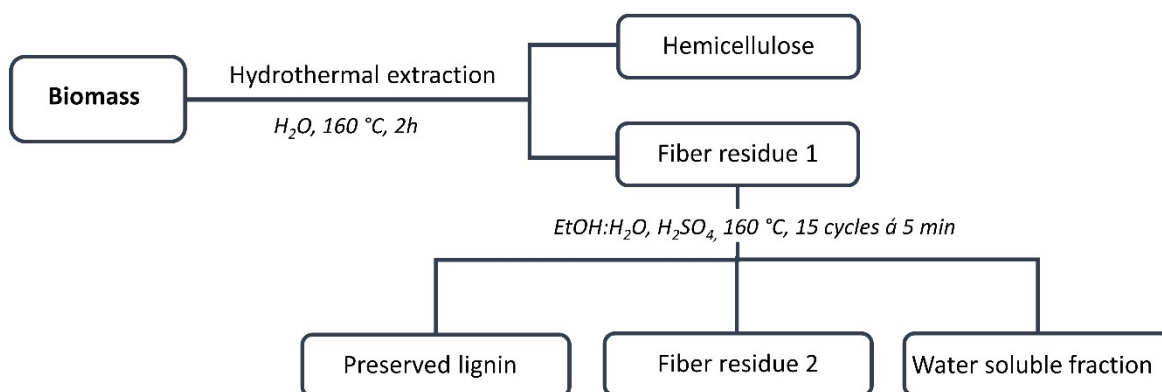 Hemicellulose
Biomass
Hydrothermal extraction
H₂O, 160 °C, 2h
Fiber residue 1
EtOH:H₂O, H₂SO₄, 160 °C, 15 cycles á 5 min
Preserved lignin
Fiber residue 2
Water soluble fraction